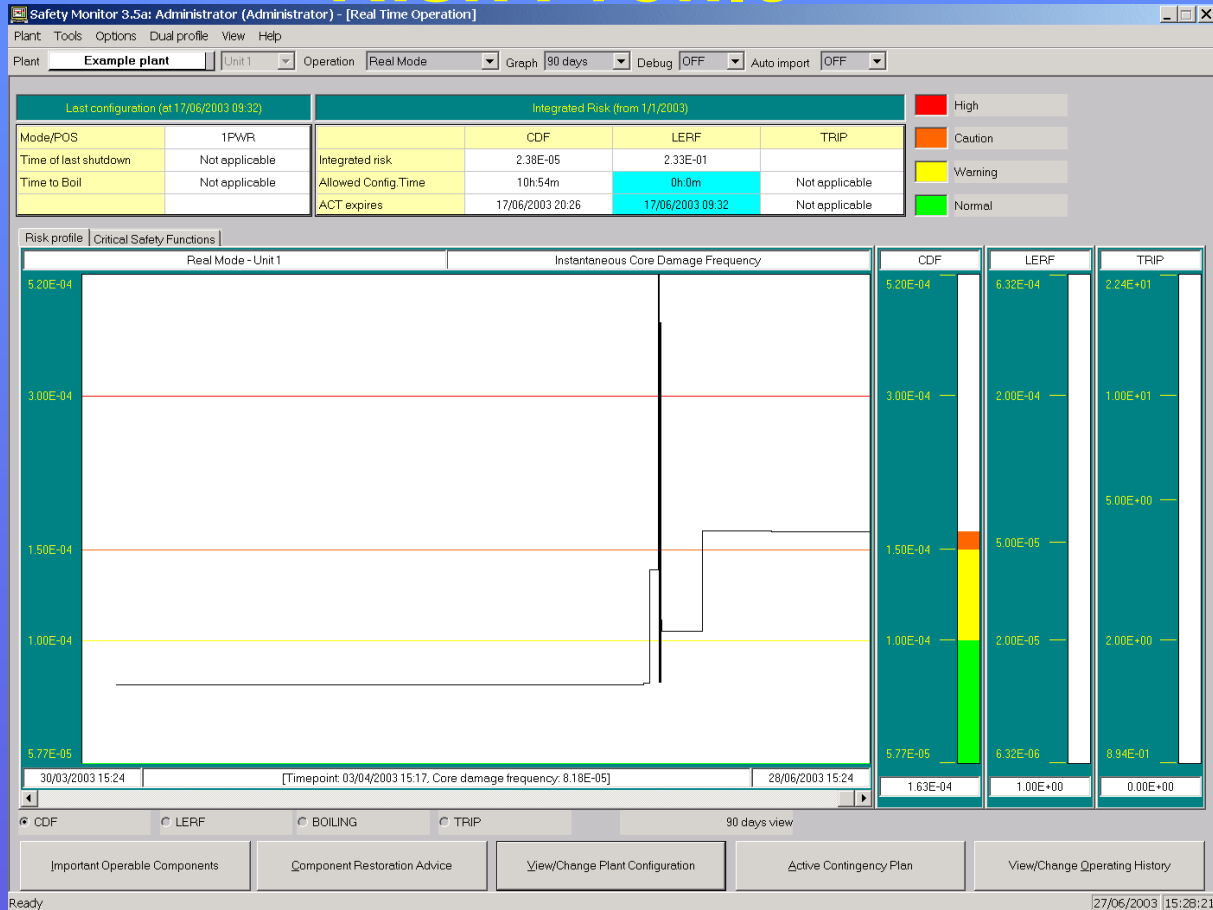 Risk Profile
Safety Monitor 3.5a: Administrator (Administrator) - [Real Time Operation]
Plant Tools Options Dual profile View Help
Plant Example plant Unit 1 Operation Real Mode Graph 90 days Debug OFF Auto import OFF
Last configuration (at 17/06/2003 09:32) Integrated Risk (from 1/1/2003) High
Mode/POS 1PWR CDF LERF TRIP Caution
Time of last shutdown Not applicable Integrated risk 2.38E-05 2.33E-01
Time to Boil Not applicable Allowed Config.Time 10h:54m 0h:0m Not applicable Warning
ACT expires 17/06/2003 20:26 17/06/2003 09:32 Not applicable Normal
Risk profile Critical Safety Functions
Real Mode - Unit 1 Instantaneous Core Damage Frequency CDF LERF TRIP
5.20E-04 5.20E-04 6.32E-04 2.24E+01
3.00E-04 3.00E-04 2.00E-04 1.00E+01
5.00E+00
1.50E-04 1.50E-04 5.00E-05
1.00E-04 1.00E-04 2.00E-05 2.00E+00
5.77E-05 5.77E-05 6.32E-06 8.94E-01
30/03/2003 15:24 [Timepoint: 03/04/2003 15:17, Core damage frequency: 8.18E-05] 28/06/2003 15:24
1.63E-04 1.00E+00 0.00E+00
CDF LERF BOILING TRIP 90 days view
Important Operable Components Component Restoration Advice View/Change Plant Configuration Active Contingency Plan View/Change Operating History
Ready 27/06/2003 15:28:21